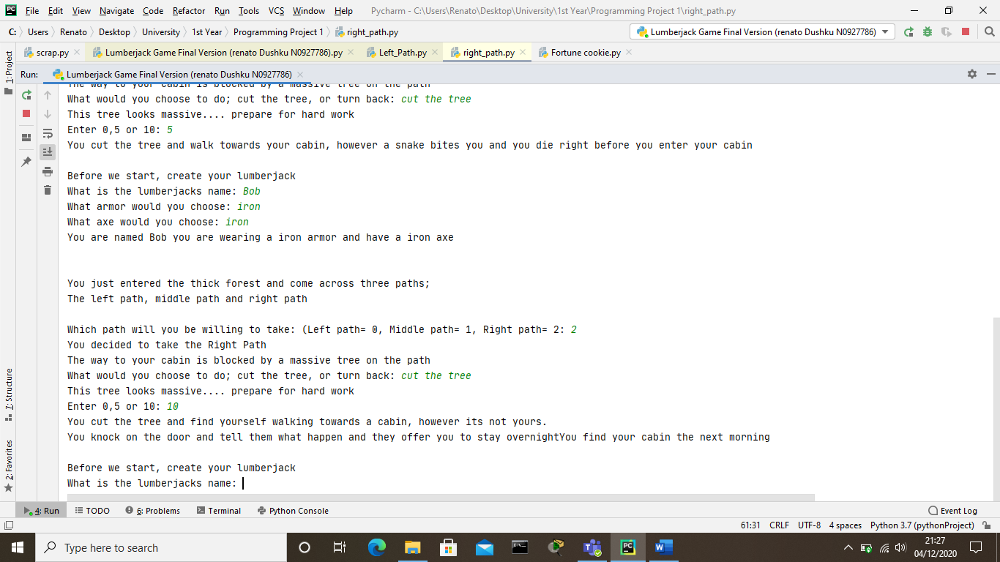 File Edit View Navigate Code Refactor Run Tools VCS Window Help Pycharm - C:\Users\Renato\Desktop\University\1st Year\Programming Project 1\right_path.py
C: Users Renato Desktop University 1st Year Programming Project 1 right_path.py Lumberjack Game Final Version (renato Dushku N0927786)
scrap.py Lumberjack Game Final Version (renato Dushku N0927786).py Left_Path.py right_path.py Fortune cookie.py
1: Project
Run: Lumberjack Game Final Version (renato Dushku N0927786)
The way to your cabin is blocked by a massive tree on the path
What would you choose to do; cut the tree, or turn back: cut the tree
This tree looks massive.... prepare for hard work
Enter 0,5 or 10: 5
You cut the tree and walk towards your cabin, however a snake bites you and you die right before you enter your cabin
Before we start, create your lumberjack
What is the lumberjacks name: Bob
What armor would you choose: iron
What axe would you choose: iron
You are named Bob you are wearing a iron armor and have a iron axe
You just entered the thick forest and come across three paths;
The left path, middle path and right path
Which path will you be willing to take: (Left path= 0, Middle path= 1, Right path= 2: 2
You decided to take the Right Path
The way to your cabin is blocked by a massive tree on the path
What would you choose to do; cut the tree, or turn back: cut the tree
This tree looks massive.... prepare for hard work
Enter 0,5 or 10: 10
You cut the tree and find yourself walking towards a cabin, however its not yours.
You knock on the door and tell them what happen and they offer you to stay overnightYou find your cabin the next morning
Before we start, create your lumberjack
What is the lumberjacks name:
7: Structure
2: Favorites
4: Run TODO 6: Problems Terminal Python Console Event Log
61:31 CRLF UTF-8 4 spaces Python 3.7 (pythonProject)
Type here to search
21:27
04/12/2020